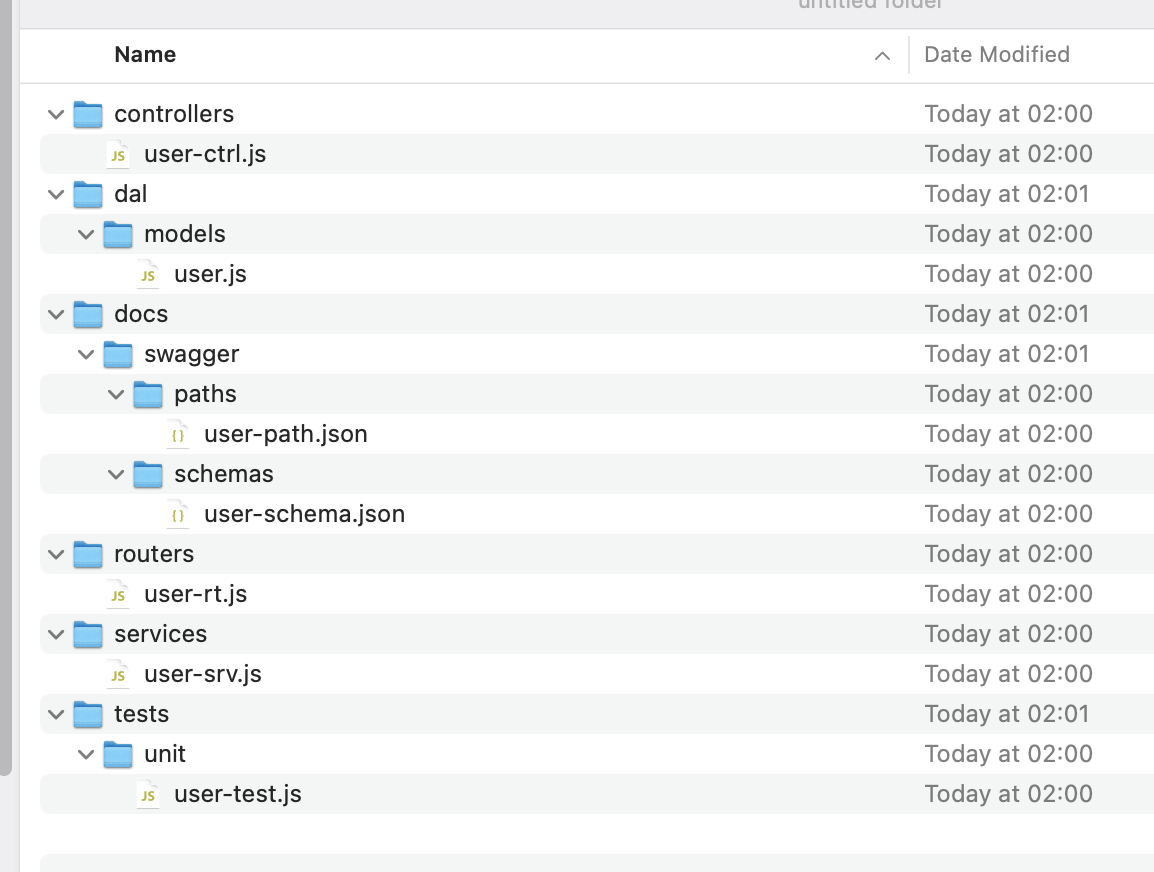 untitled folder
Name Date Modified
controllers Today at 02:00
JS user-ctrl.js Today at 02:00
dal Today at 02:01
models Today at 02:00
JS user.js Today at 02:00
docs Today at 02:01
swagger Today at 02:01
paths Today at 02:00
{} user-path.json Today at 02:00
schemas Today at 02:00
{} user-schema.json Today at 02:00
routers Today at 02:00
JS user-rt.js Today at 02:00
services Today at 02:00
JS user-srv.js Today at 02:00
tests Today at 02:01
unit Today at 02:00
JS user-test.js Today at 02:00